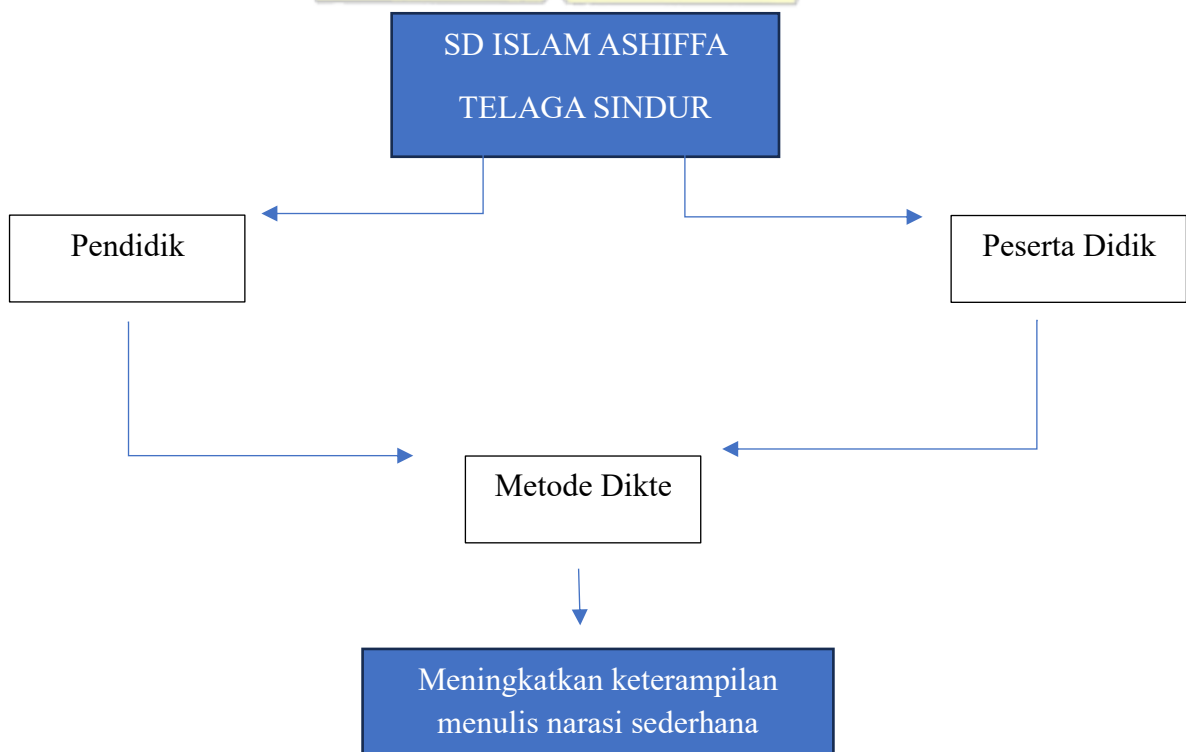 SD ISLAM ASHIFFA
TELAGA SINDUR
Pendidik
Peserta Didik
Metode Dikte
Meningkatkan keterampilan
menulis narasi sederhana